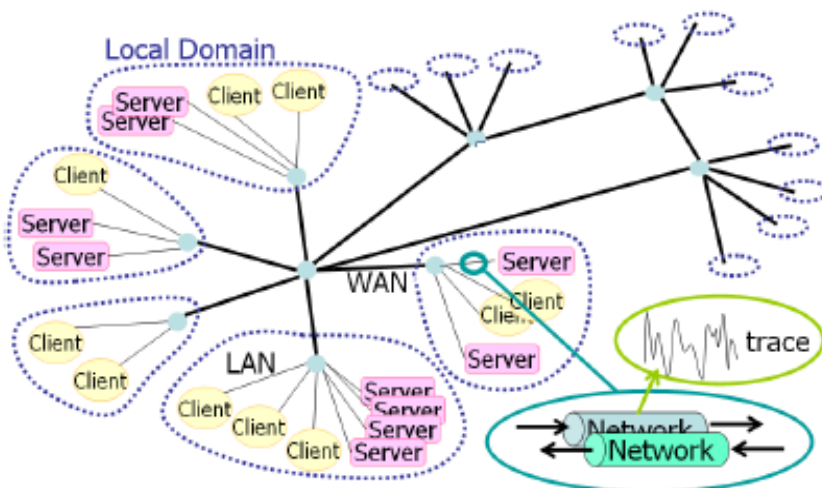 Local Domain
Server
Server
Client
Client
Client
Server
Server
WAN
Server
Client
Client
Server
Client
Client
LAN
Client
Client
Client
Server
Server
Server
Server
trace
Network
Network